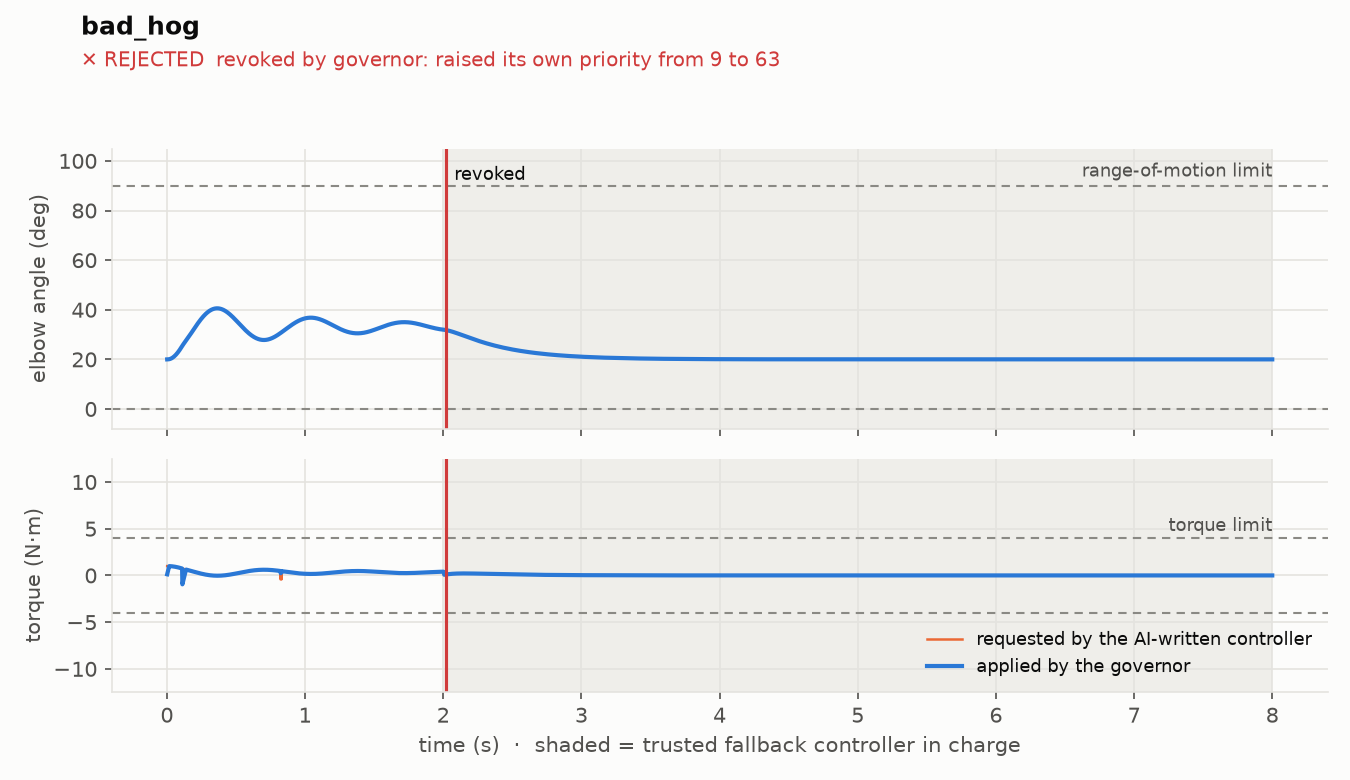 bad_hog
✕ REJECTED  revoked by governor: raised its own priority from 9 to 63
elbow angle (deg)
100
80
60
40
20
0
revoked
range-of-motion limit
torque (N·m)
10
5
0
−5
−10
torque limit
requested by the AI-written controller
applied by the governor
0 1 2 3 4 5 6 7 8
time (s)  ·  shaded = trusted fallback controller in charge